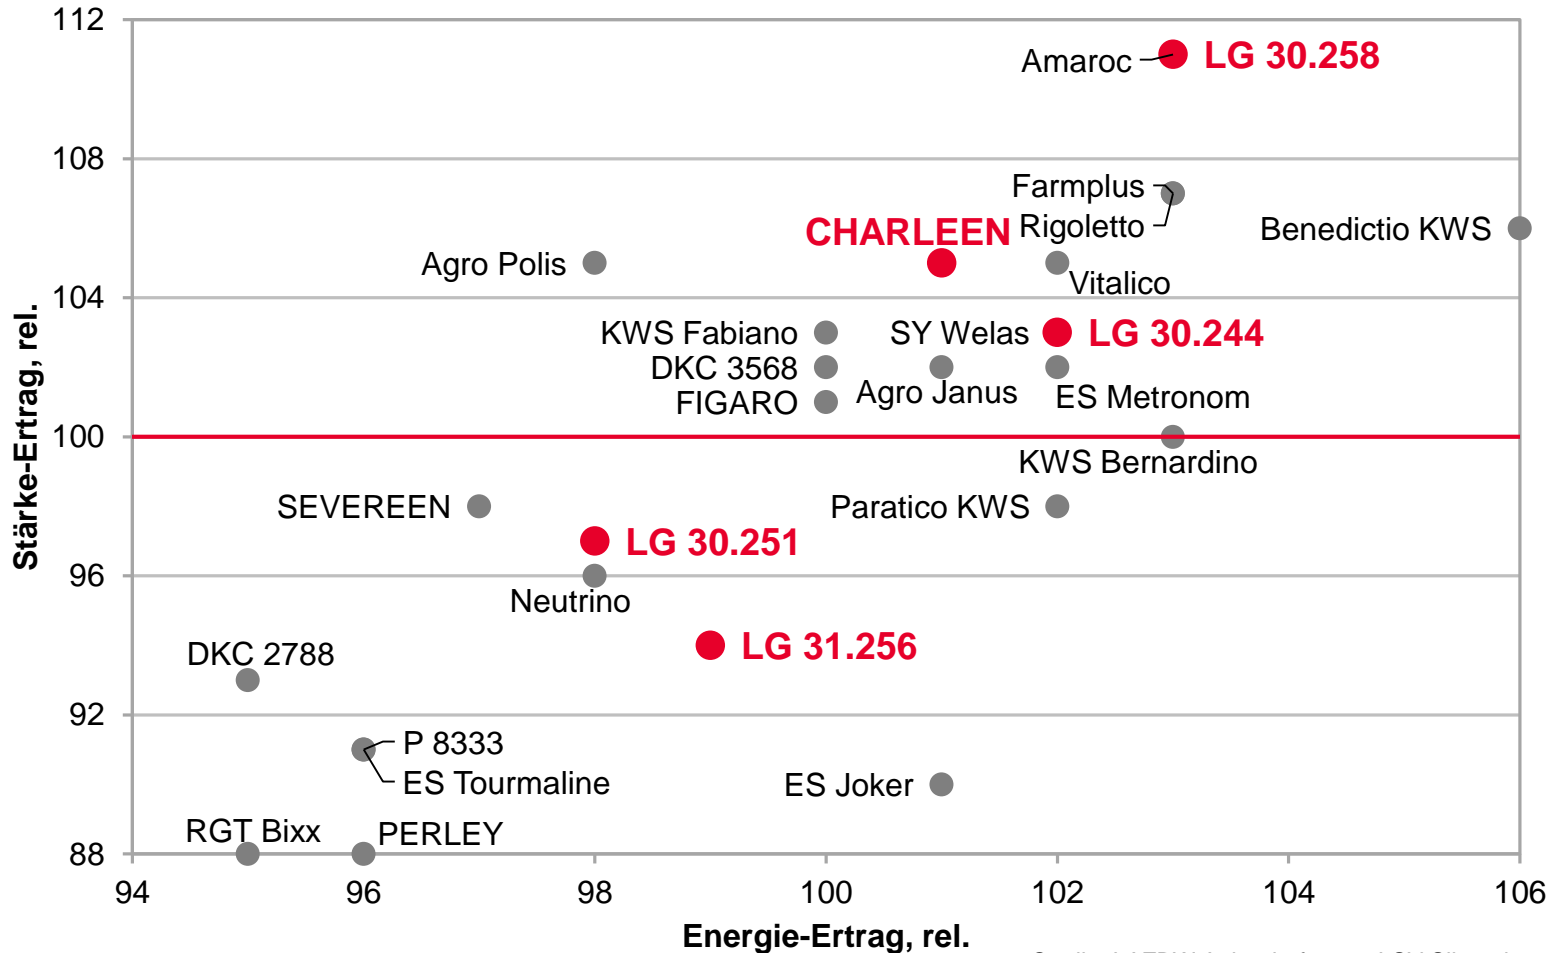 112
Amaroc LG 30.258
108
Farmplus
Rigoletto
Benedictio KWS
CHARLEEN
Agro Polis
Vitalico
104
KWS Fabiano
SY Welas LG 30.244
DKC 3568
Agro Janus
ES Metronom
FIGARO
100
KWS Bernardino
SEVEREEN
Paratico KWS
LG 30.251
96
Neutrino
LG 31.256
DKC 2788
92
P 8333
ES Tourmaline
ES Joker
RGT Bixx
PERLEY
88
94 96 98 100 102 104 106
Stärke-Ertrag, rel.
Energie-Ertrag, rel.